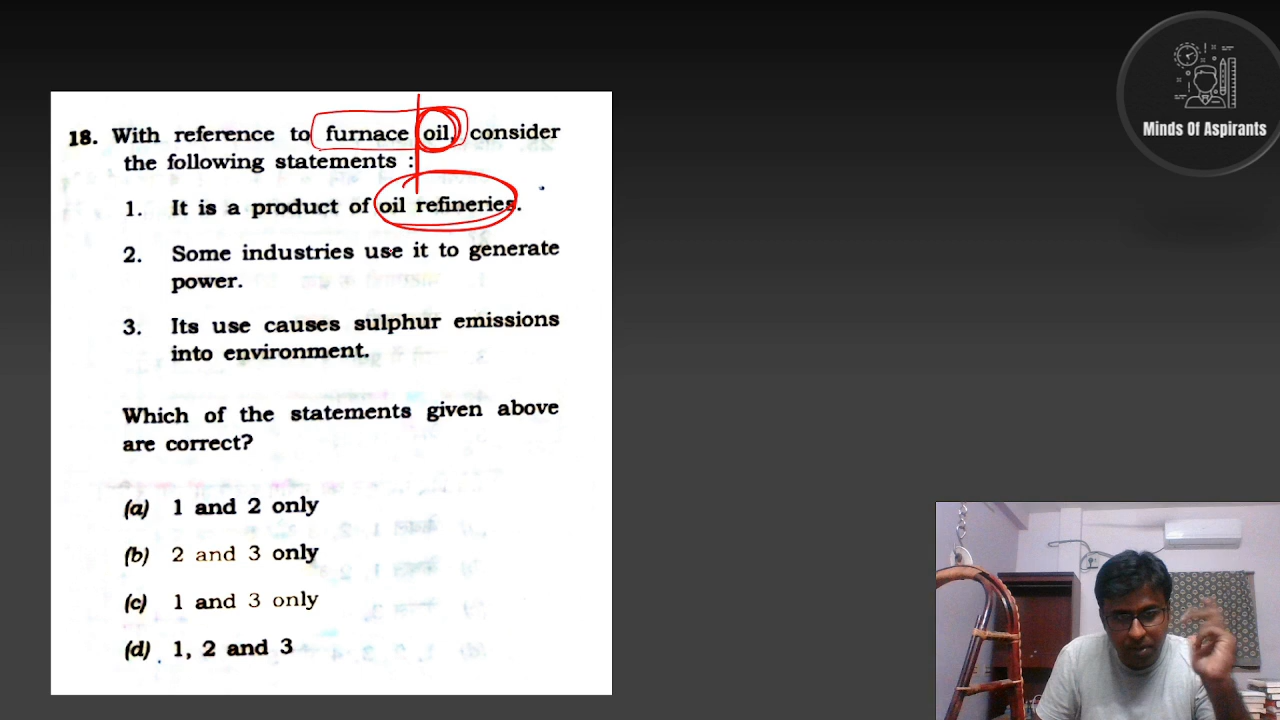 Minds Of Aspirants
18. With reference to furnace oil, consider
the following statements :
1. It is a product of oil refineries.
2. Some industries use it to generate
power.
3. Its use causes sulphur emissions
into environment.
Which of the statements given above
are correct?
(a) 1 and 2 only
(b) 2 and 3 only
(c) 1 and 3 only
(d) 1, 2 and 3